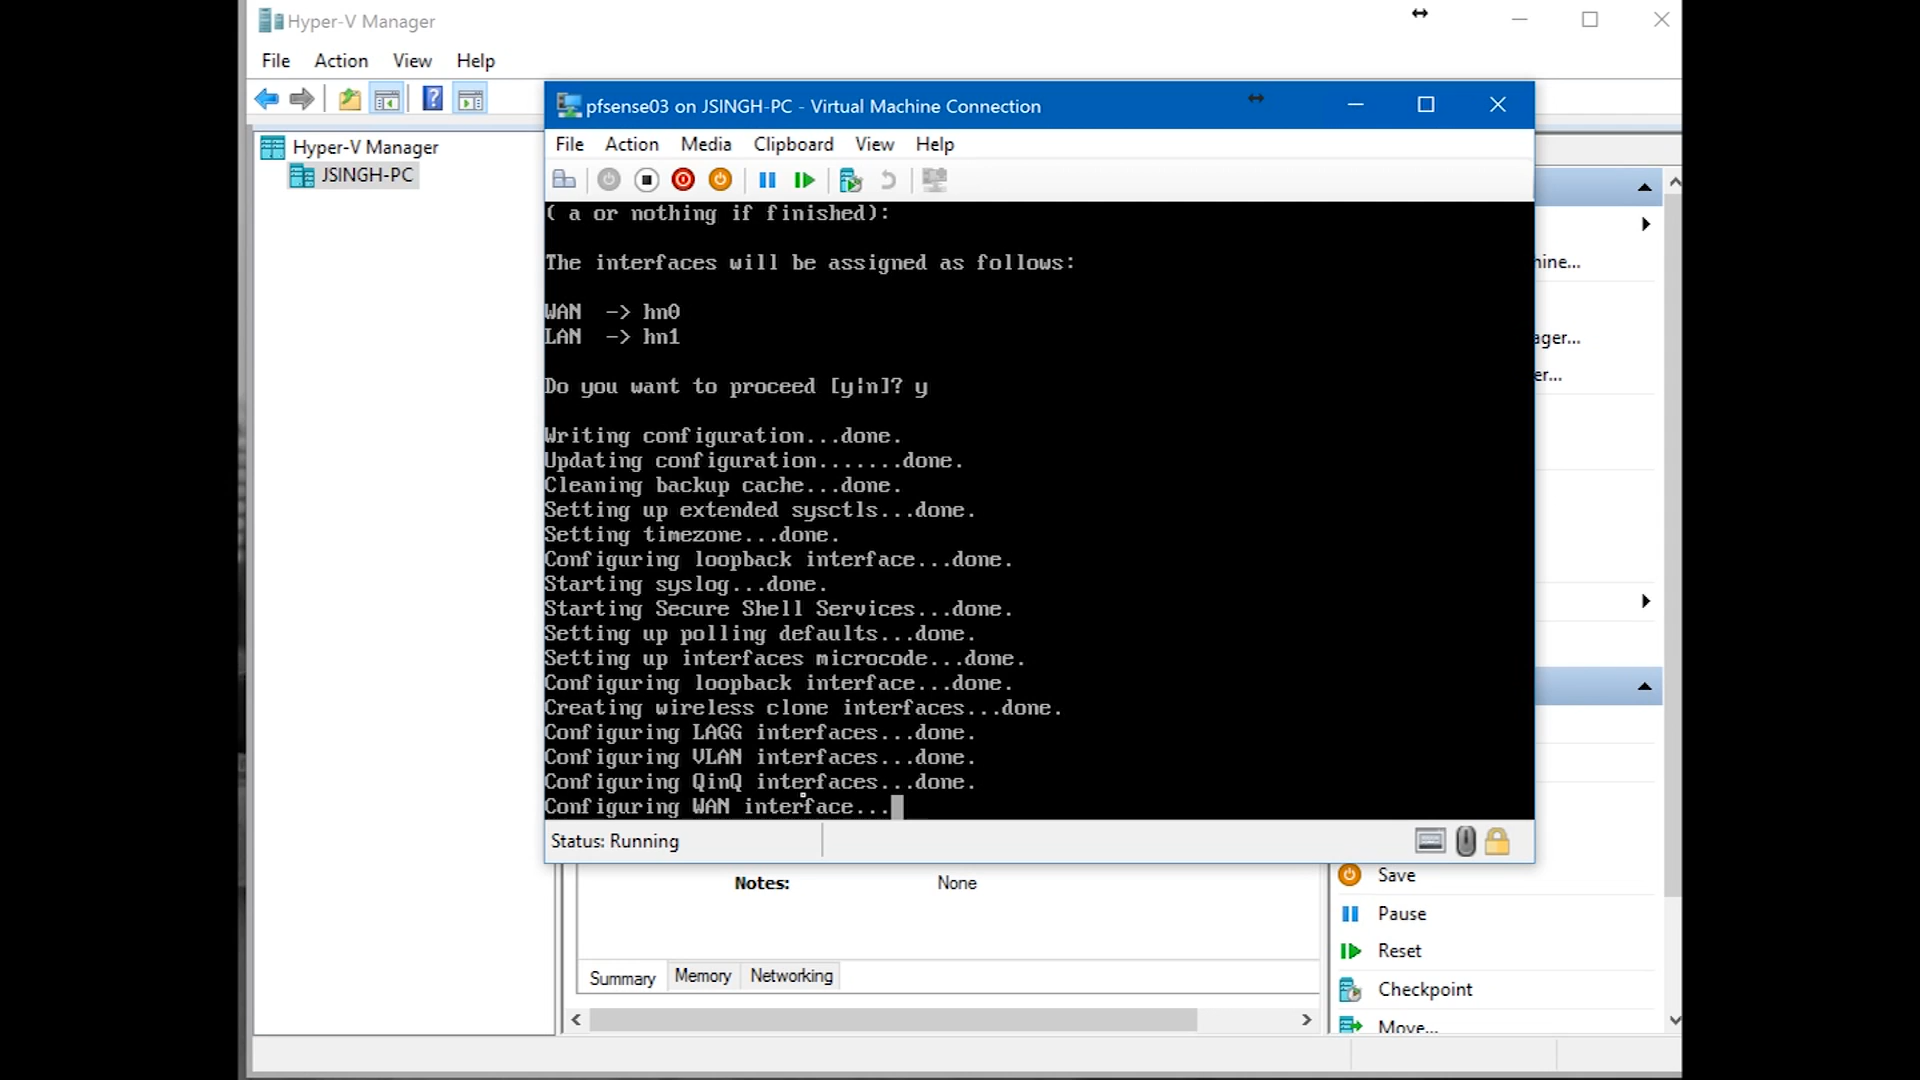 Hyper-V Manager
File Action View Help
Hyper-V Manager
JSINGH-PC
pfsense03 on JSINGH-PC - Virtual Machine Connection
File Action Media Clipboard View Help
( a or nothing if finished):
The interfaces will be assigned as follows:
WAN -> hn0
LAN -> hn1
Do you want to proceed [y|n]? y
Writing configuration...done.
Updating configuration.......done.
Cleaning backup cache...done.
Setting up extended sysctls...done.
Setting timezone...done.
Configuring loopback interface...done.
Starting syslog...done.
Starting Secure Shell Services...done.
Setting up polling defaults...done.
Setting up interfaces microcode...done.
Configuring loopback interface...done.
Creating wireless clone interfaces...done.
Configuring LAGG interfaces...done.
Configuring VLAN interfaces...done.
Configuring QinQ interfaces...done.
Configuring WAN interface...
Status: Running
hine...
ager...
er...
Notes: None
Summary Memory Networking
Save
Pause
Reset
Checkpoint
Move...